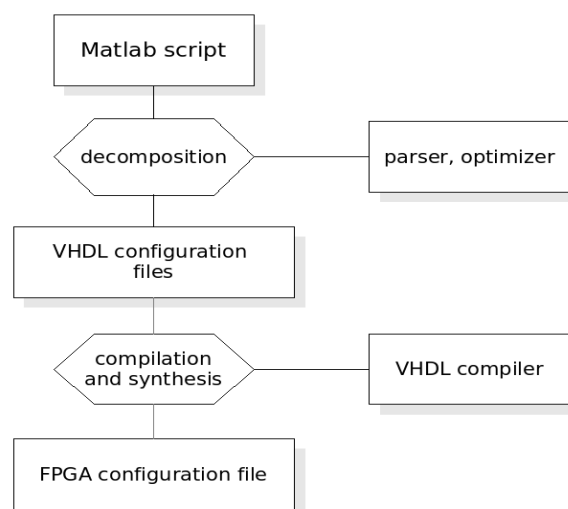 Matlab script
decomposition
parser, optimizer
VHDL configuration
files
compilation
and synthesis
VHDL compiler
FPGA configuration file